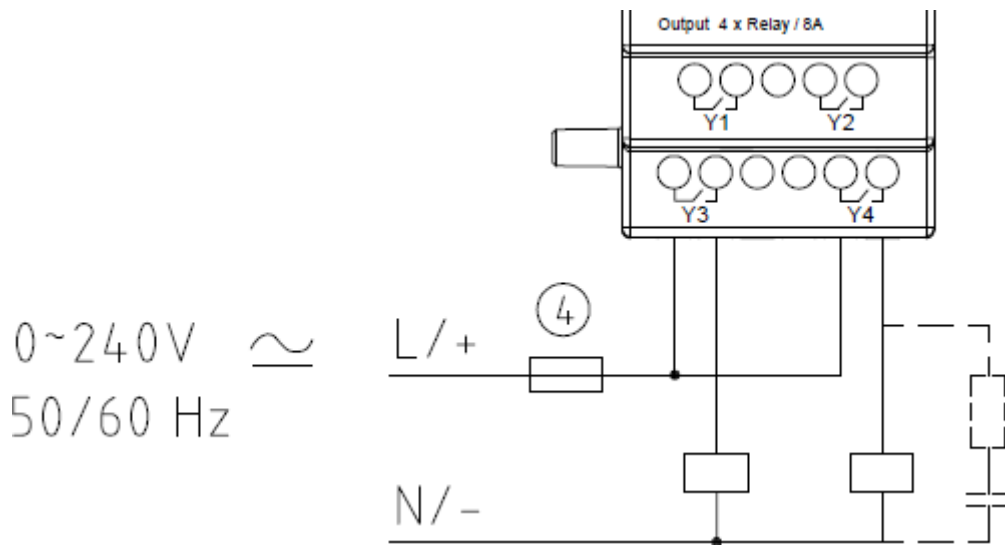 Output 4 x Relay / 8A
Y1 Y2
Y3 Y4
4
0~240V
L/+
50/60 Hz
N/-